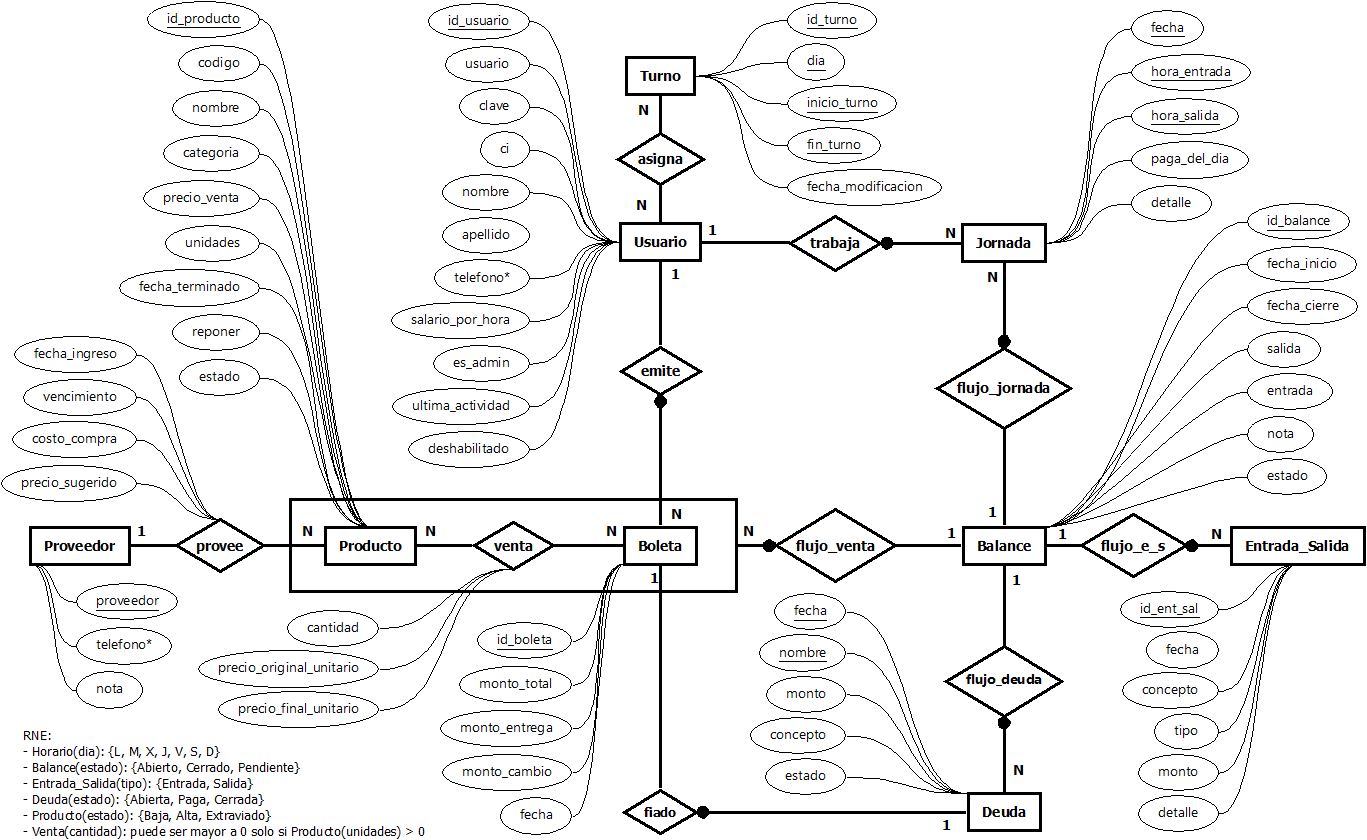 id_producto
codigo
nombre
categoria
precio_venta
unidades
fecha_terminado
reponer
estado
id_usuario
usuario
clave
ci
nombre
apellido
telefono*
salario_por_hora
es_admin
ultima_actividad
deshabilitado
id_turno
dia
inicio_turno
fin_turno
fecha_modificacion
Turno
N
asigna
N
fecha
hora_entrada
hora_salida
paga_del_dia
detalle
Usuario
1
trabaja
N
Jornada
1
emite
N
N
flujo_jornada
1
id_balance
fecha_inicio
fecha_cierre
salida
entrada
nota
estado
fecha_ingreso
vencimiento
costo_compra
precio_sugerido
Proveedor
1
provee
N
Producto
N
venta
N
Boleta
N
flujo_venta
1
Balance
1
flujo_e_s
N
Entrada_Salida
proveedor
telefono*
nota
cantidad
precio_original_unitario
precio_final_unitario
1
id_boleta
monto_total
monto_entrega
monto_cambio
fecha
fecha
nombre
monto
concepto
estado
1
flujo_deuda
N
id_ent_sal
fecha
concepto
tipo
monto
detalle
fiado
1
Deuda
RNE:
- Horario(dia): {L, M, X, J, V, S, D}
- Balance(estado): {Abierto, Cerrado, Pendiente}
- Entrada_Salida(tipo): {Entrada, Salida}
- Deuda(estado): {Abierta, Paga, Cerrada}
- Producto(estado): {Baja, Alta, Extraviado}
- Venta(cantidad): puede ser mayor a 0 solo si Producto(unidades) > 0